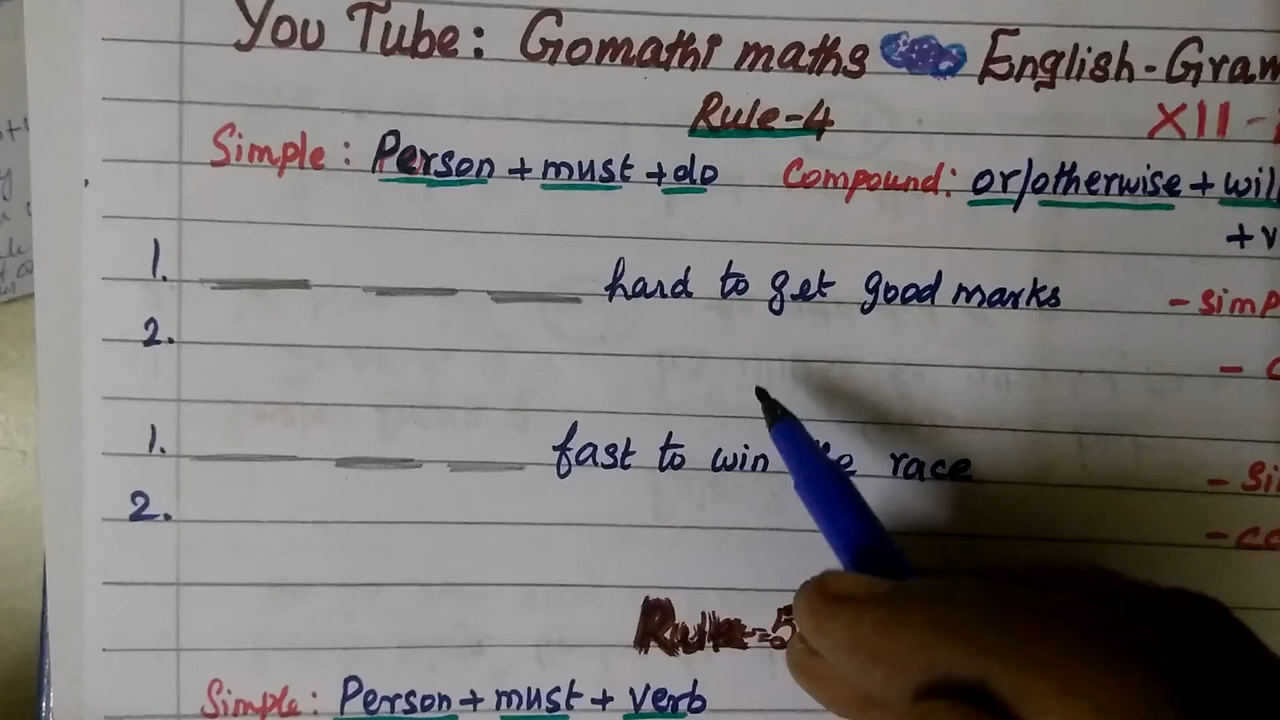 You Tube: Gomathi maths English-Gram
Rule-4
XII -
Simple: Person + must + do Compound: or/otherwise + wil
+ v
1. hard to get good marks - simp
2. - c
1. fast to win race - Si
2. - co
Rule-5
Simple: Person + must + verb